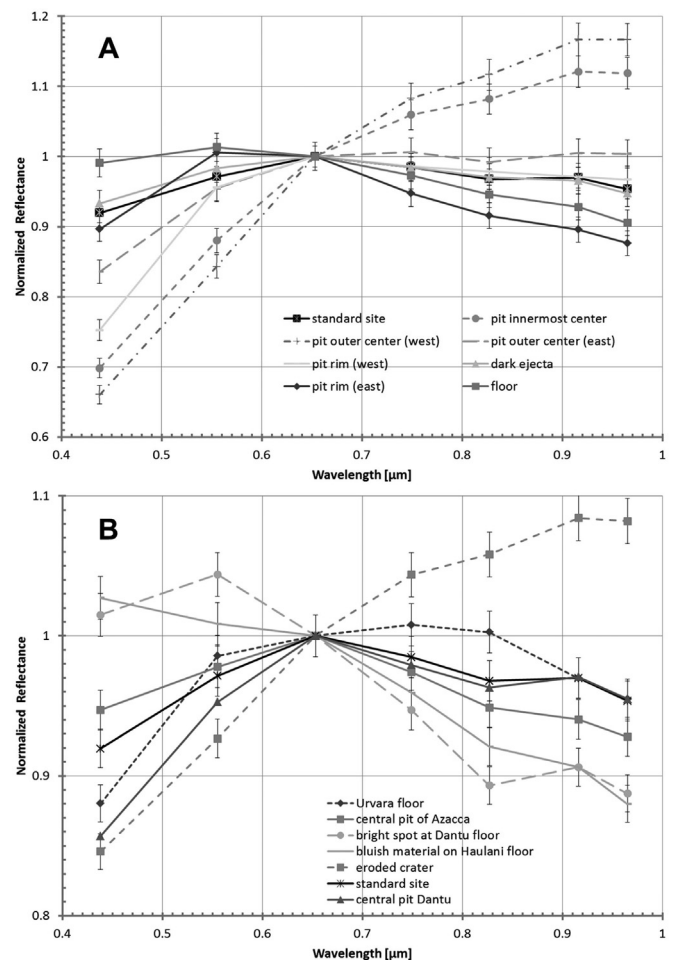 A
1.2
1.1
1
0.9
0.8
0.7
0.6
Normalized Reflectance
standard site
pit innermost center
pit outer center (west)
pit outer center (east)
pit rim (west)
dark ejecta
pit rim (east)
floor
0.4 0.5 0.6 0.7 0.8 0.9 1
Wavelength [µm]
B
1.1
1
0.9
0.8
Normalized Reflectance
Urvara floor
central pit of Azacca
bright spot at Dantu floor
bluish material on Haulani floor
eroded crater
standard site
central pit Dantu
0.4 0.5 0.6 0.7 0.8 0.9 1
Wavelength [µm]